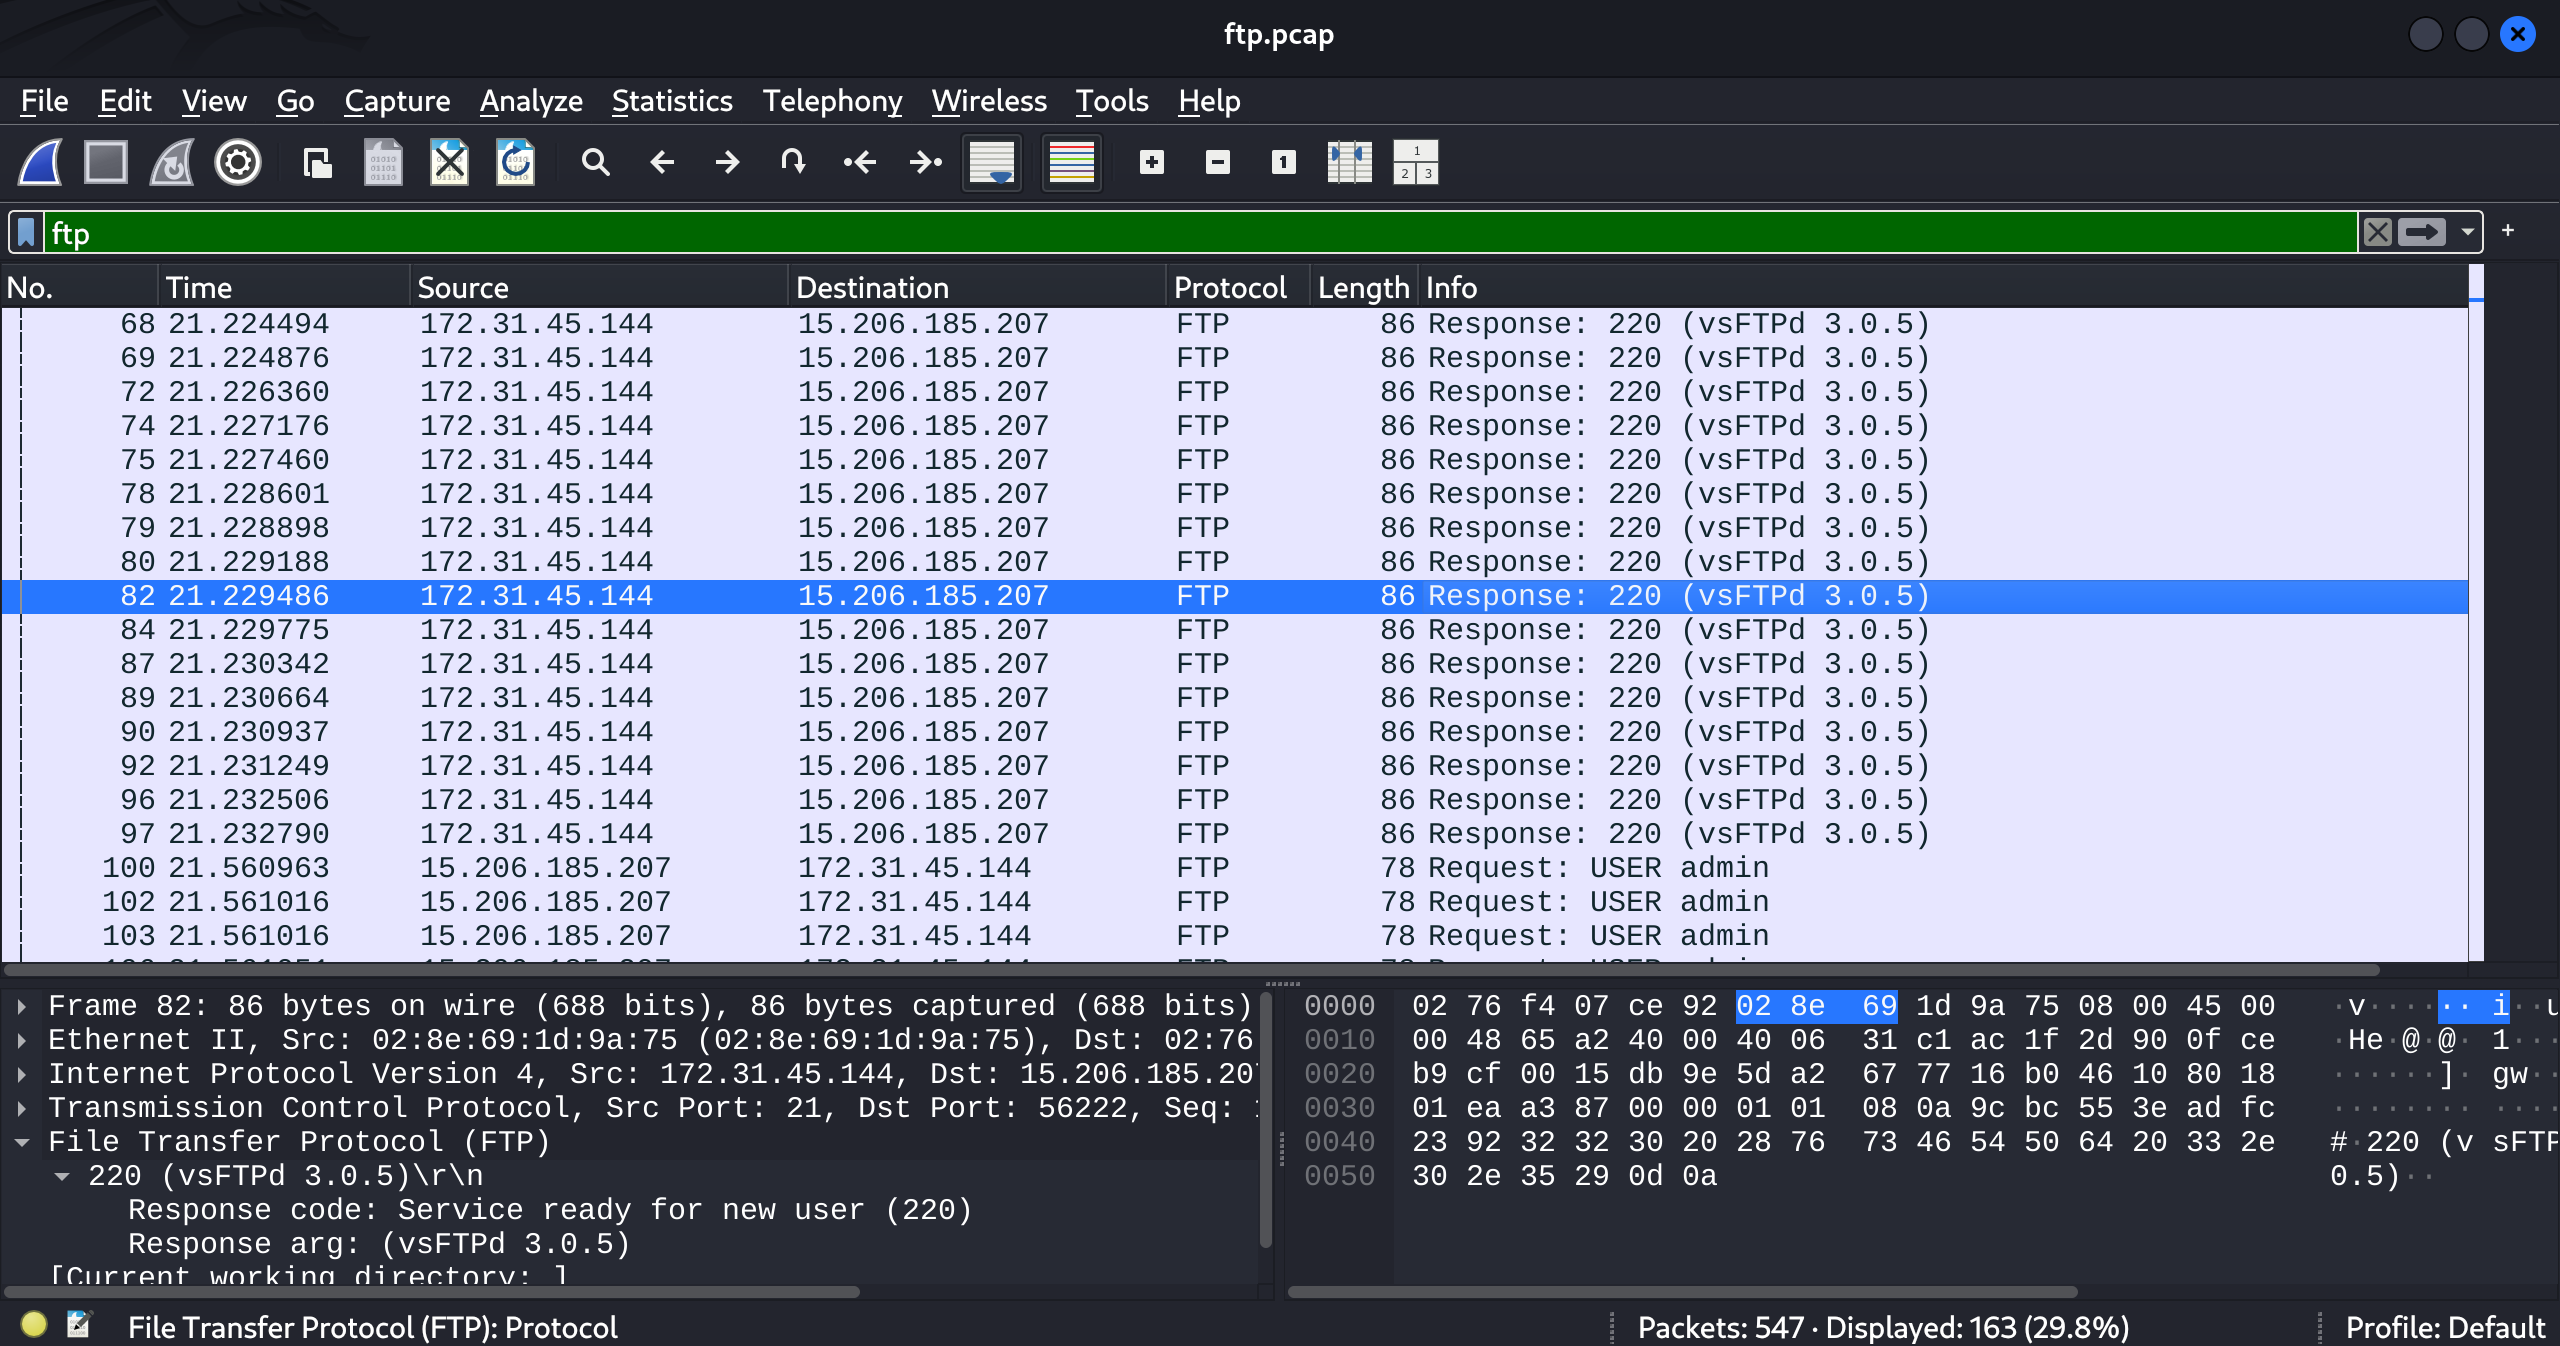 ftp.pcap
File Edit View Go Capture Analyze Statistics Telephony Wireless Tools Help
ftp
+
No. Time Source Destination Protocol Length Info
68 21.224494 172.31.45.144 15.206.185.207 FTP 86 Response: 220 (vsFTPd 3.0.5)
69 21.224876 172.31.45.144 15.206.185.207 FTP 86 Response: 220 (vsFTPd 3.0.5)
72 21.226360 172.31.45.144 15.206.185.207 FTP 86 Response: 220 (vsFTPd 3.0.5)
74 21.227176 172.31.45.144 15.206.185.207 FTP 86 Response: 220 (vsFTPd 3.0.5)
75 21.227460 172.31.45.144 15.206.185.207 FTP 86 Response: 220 (vsFTPd 3.0.5)
78 21.228601 172.31.45.144 15.206.185.207 FTP 86 Response: 220 (vsFTPd 3.0.5)
79 21.228898 172.31.45.144 15.206.185.207 FTP 86 Response: 220 (vsFTPd 3.0.5)
80 21.229188 172.31.45.144 15.206.185.207 FTP 86 Response: 220 (vsFTPd 3.0.5)
82 21.229486 172.31.45.144 15.206.185.207 FTP 86 Response: 220 (vsFTPd 3.0.5)
84 21.229775 172.31.45.144 15.206.185.207 FTP 86 Response: 220 (vsFTPd 3.0.5)
87 21.230342 172.31.45.144 15.206.185.207 FTP 86 Response: 220 (vsFTPd 3.0.5)
89 21.230664 172.31.45.144 15.206.185.207 FTP 86 Response: 220 (vsFTPd 3.0.5)
90 21.230937 172.31.45.144 15.206.185.207 FTP 86 Response: 220 (vsFTPd 3.0.5)
92 21.231249 172.31.45.144 15.206.185.207 FTP 86 Response: 220 (vsFTPd 3.0.5)
96 21.232506 172.31.45.144 15.206.185.207 FTP 86 Response: 220 (vsFTPd 3.0.5)
97 21.232790 172.31.45.144 15.206.185.207 FTP 86 Response: 220 (vsFTPd 3.0.5)
100 21.560963 15.206.185.207 172.31.45.144 FTP 78 Request: USER admin
102 21.561016 15.206.185.207 172.31.45.144 FTP 78 Request: USER admin
103 21.561016 15.206.185.207 172.31.45.144 FTP 78 Request: USER admin
Frame 82: 86 bytes on wire (688 bits), 86 bytes captured (688 bits)
Ethernet II, Src: 02:8e:69:1d:9a:75 (02:8e:69:1d:9a:75), Dst: 02:76
Internet Protocol Version 4, Src: 172.31.45.144, Dst: 15.206.185.20
Transmission Control Protocol, Src Port: 21, Dst Port: 56222, Seq:
File Transfer Protocol (FTP)
220 (vsFTPd 3.0.5)\r\n
Response code: Service ready for new user (220)
Response arg: (vsFTPd 3.0.5)
[Current working directory: ]
0000 02 76 f4 07 ce 92 02 8e 69 1d 9a 75 08 00 45 00 ·v······ i··u
0010 00 48 65 a2 40 00 40 06 31 c1 ac 1f 2d 90 0f ce ·He·@·@· 1···
0020 b9 cf 00 15 db 9e 5d a2 67 77 16 b0 46 10 80 18 ······]· gw··
0030 01 ea a3 87 00 00 01 01 08 0a 9c bc 55 3e ad fc ········ ····
0040 23 92 32 32 30 20 28 76 73 46 54 50 64 20 33 2e #·220 (v sFTP
0050 30 2e 35 29 0d 0a 0.5)··
File Transfer Protocol (FTP): Protocol
Packets: 547 · Displayed: 163 (29.8%)
Profile: Default